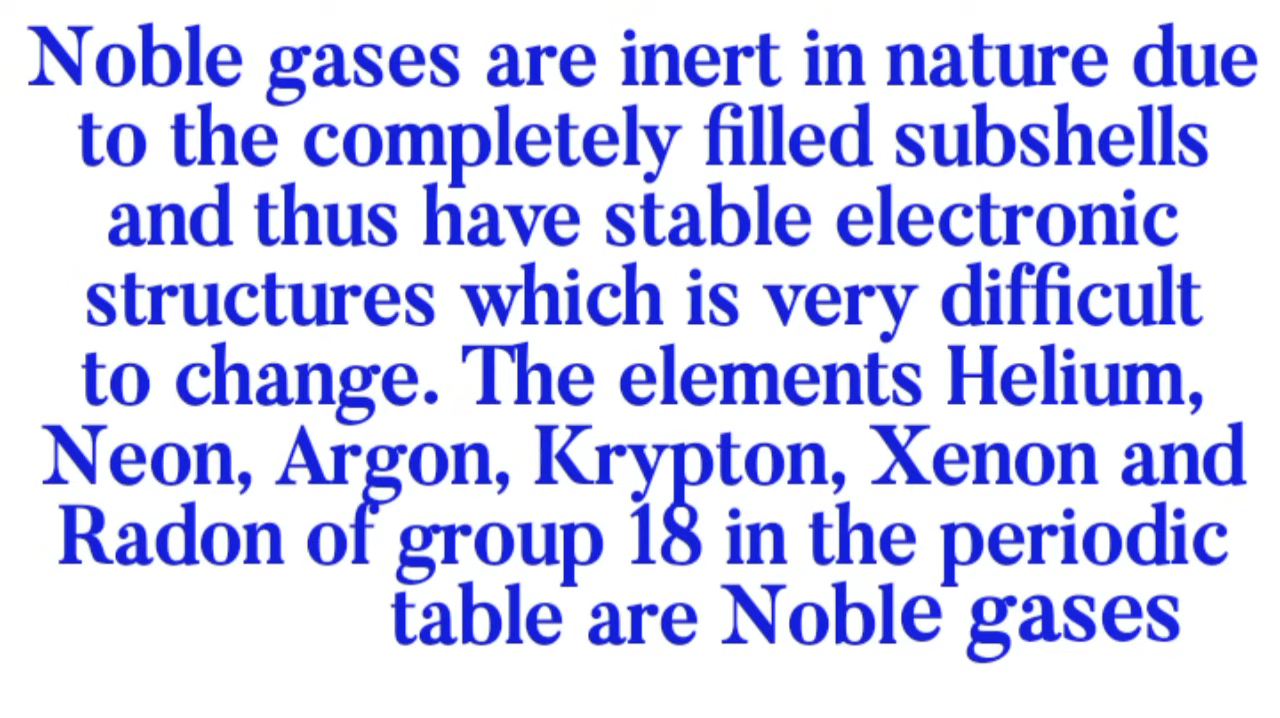 Noble gases are inert in nature due
to the completely filled subshells
and thus have stable electronic
structures which is very difficult
to change. The elements Helium,
Neon, Argon, Krypton, Xenon and
Radon of group 18 in the periodic
table are Noble gases